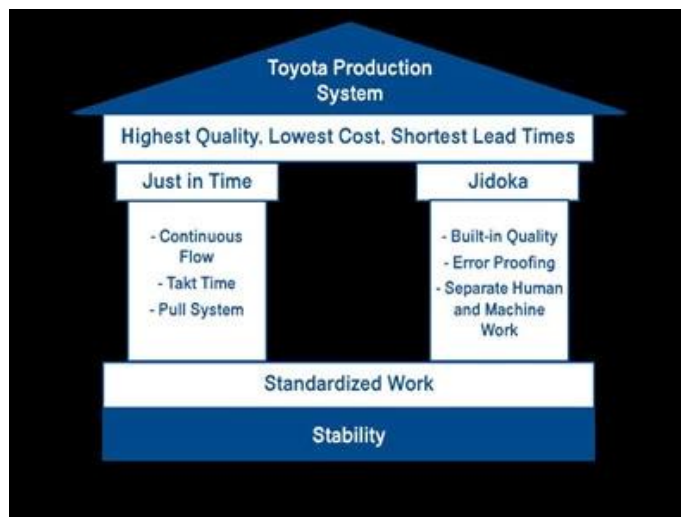 Toyota Production
System
Highest Quality, Lowest Cost, Shortest Lead Times
Just in Time
Jidoka
- Continuous
Flow
- Takt Time
- Pull System
- Built-in Quality
- Error Proofing
- Separate Human
and Machine
Work
Standardized Work
Stability